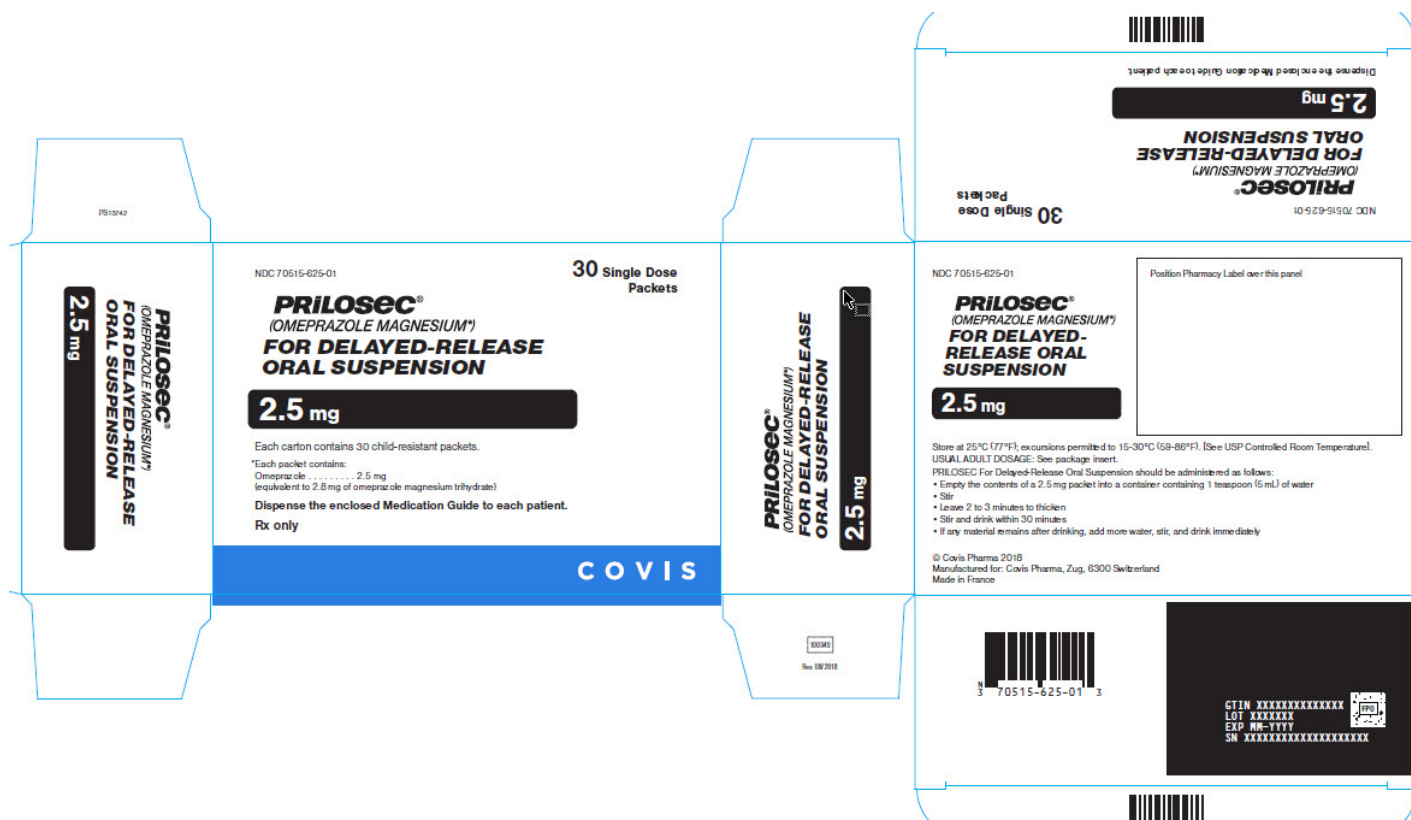 PS13742
2.5 mg
PRILOSEC®
(OMEPRAZOLE MAGNESIUM*)
FOR DELAYED-RELEASE
ORAL SUSPENSION
NDC 70515-625-01
30 Single Dose
Packets
PRILOSEC®
(OMEPRAZOLE MAGNESIUM*)
FOR DELAYED-RELEASE
ORAL SUSPENSION
2.5 mg
Each carton contains 30 child-resistant packets.
*Each packet contains:
Omeprazole . . . . . . . . . 2.5 mg
(equivalent to 2.8 mg of omeprazole magnesium trihydrate)
Dispense the enclosed Medication Guide to each patient.
Rx only
COVIS
PRILOSEC®
(OMEPRAZOLE MAGNESIUM*)
FOR DELAYED-RELEASE
ORAL SUSPENSION
2.5 mg
100349
Rev. 08/2018
NDC 70515-625-01
30 Single Dose
Packets
PRILOSEC®
(OMEPRAZOLE MAGNESIUM*)
FOR DELAYED-RELEASE
ORAL SUSPENSION
2.5 mg
Dispense the enclosed Medication Guide to each patient.
NDC 70515-625-01
PRILOSEC®
(OMEPRAZOLE MAGNESIUM*)
FOR DELAYED-
RELEASE ORAL
SUSPENSION
2.5 mg
Position Pharmacy Label over this panel
Store at 25°C (77°F); excursions permitted to 15-30°C (59-86°F). [See USP Controlled Room Temperature].
USUAL ADULT DOSAGE: See package insert.
PRILOSEC For Delayed-Release Oral Suspension should be administered as follows:
• Empty the contents of a 2.5 mg packet into a container containing 1 teaspoon (5 mL) of water
• Stir
• Leave 2 to 3 minutes to thicken
• Stir and drink within 30 minutes
• If any material remains after drinking, add more water, stir, and drink immediately
© Covis Pharma 2018
Manufactured for: Covis Pharma, Zug, 6300 Switzerland
Made in France
N
3 70515-625-01 3
GTIN XXXXXXXXXXXXXX
LOT XXXXXXX
EXP MM-YYYY
SN XXXXXXXXXXXXXXXXXXXX
FPO